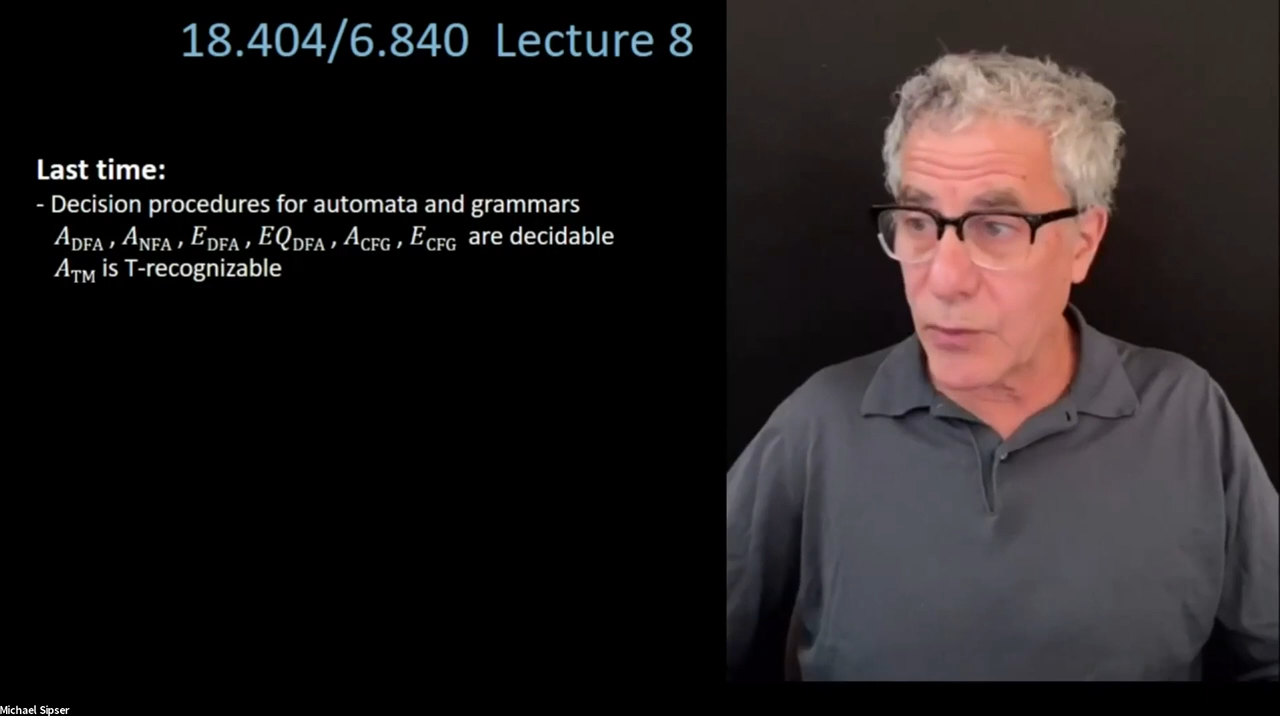 18.404/6.840 Lecture 8
Last time:
- Decision procedures for automata and grammars
A_DFA , A_NFA , E_DFA , EQ_DFA , A_CFG , E_CFG are decidable
A_TM is T-recognizable
Michael Sipser